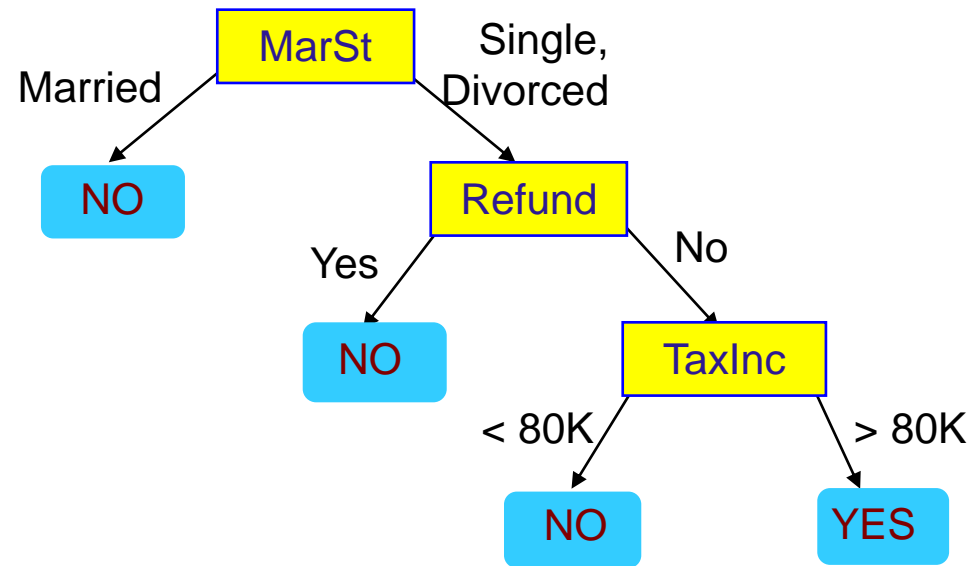 MarSt
Single,
Married
Divorced
NO
Refund
Yes
No
NO
TaxInc
< 80K
> 80K
NO
YES